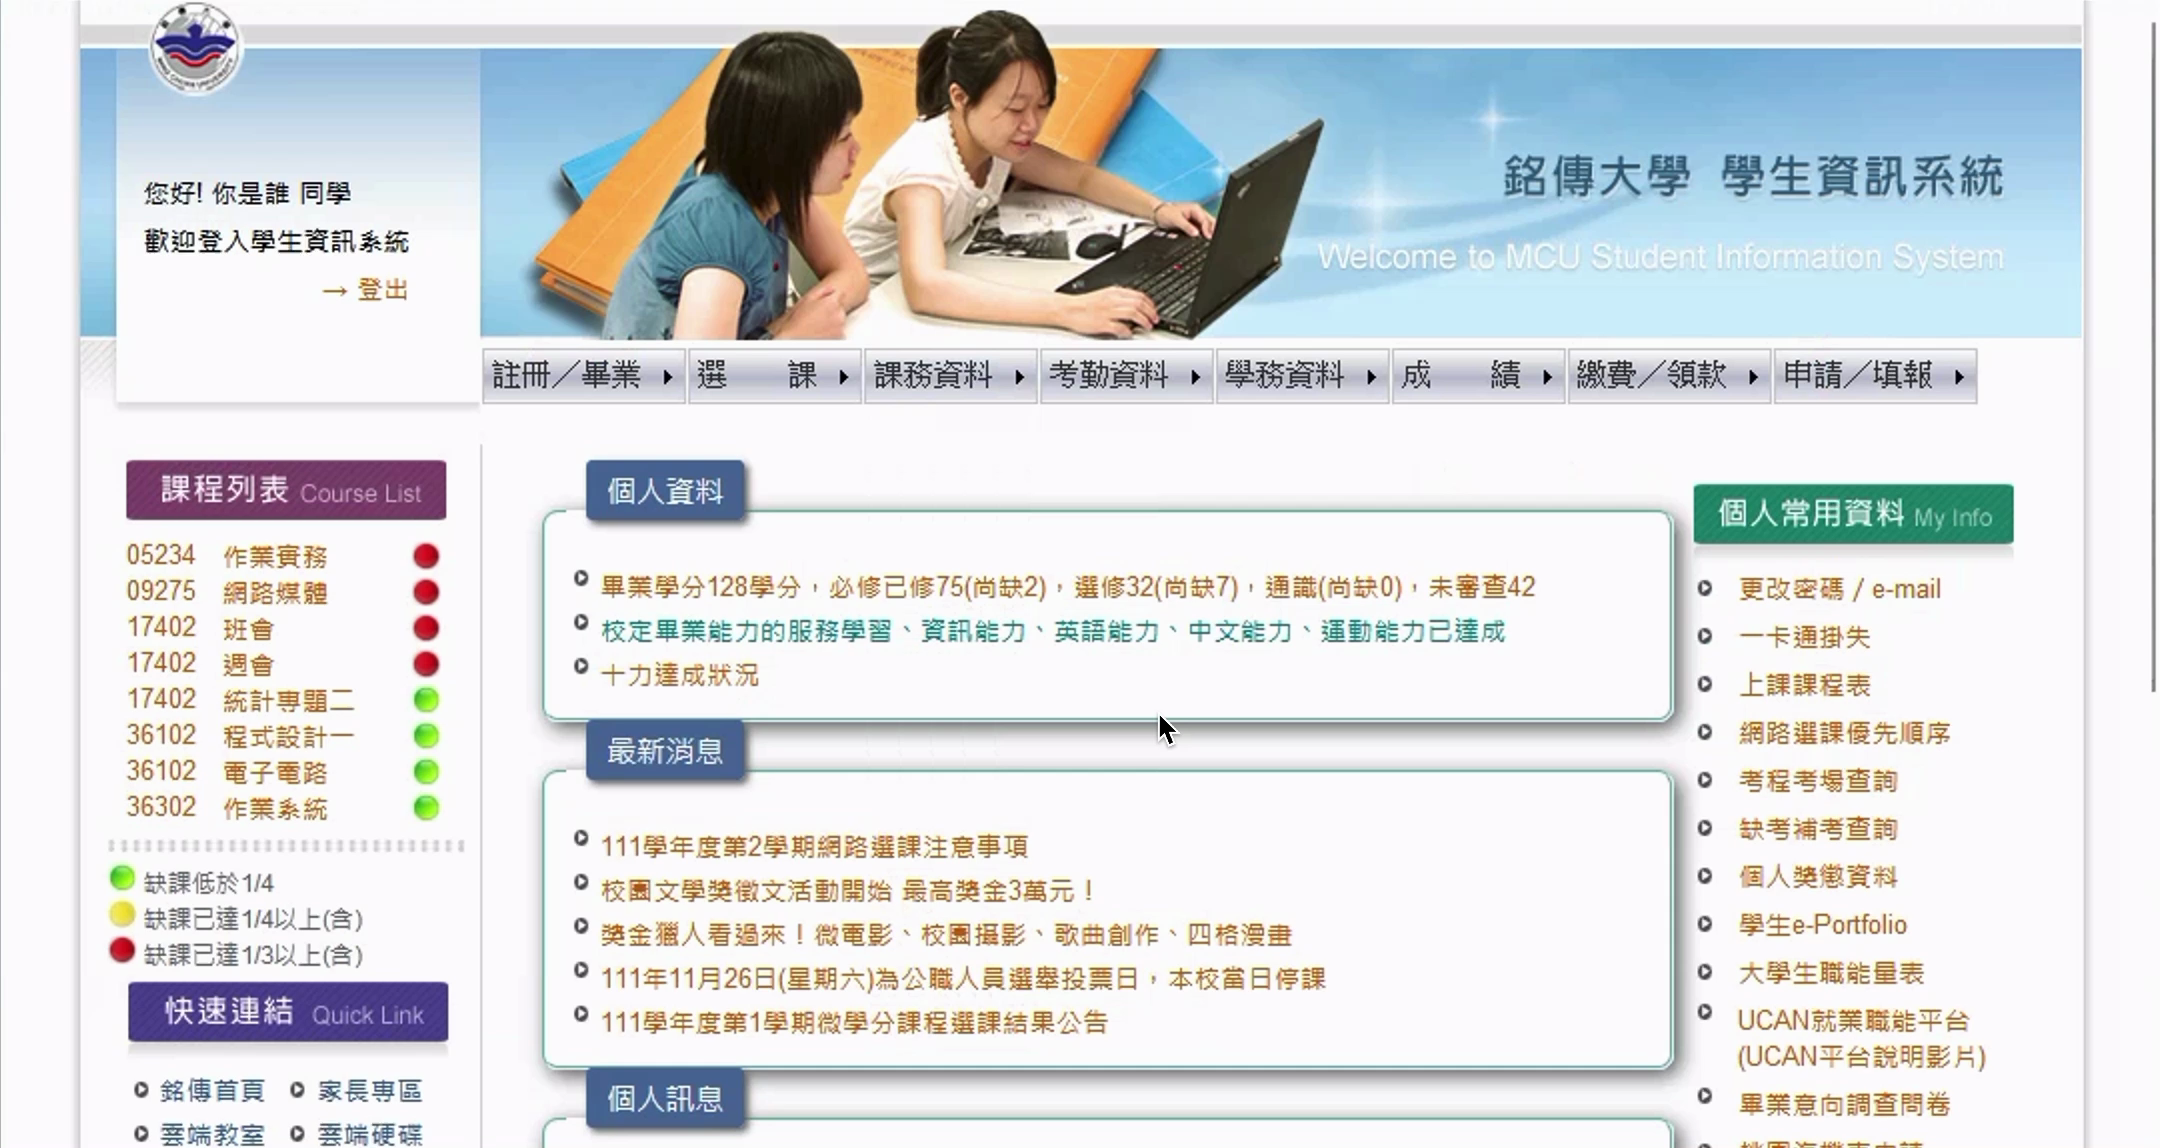 您好! 你是誰 同學
歡迎登入學生資訊系統
→ 登出
銘傳大學 學生資訊系統
Welcome to MCU Student Information System
註冊／畢業
選 課
課務資料
考勤資料
學務資料
成 績
繳費／領款
申請／填報
課程列表 Course List
05234 作業實務
09275 網路媒體
17402 班會
17402 週會
17402 統計專題二
36102 程式設計一
36102 電子電路
36302 作業系統
缺課低於1/4
缺課已達1/4以上(含)
缺課已達1/3以上(含)
快速連結 Quick Link
銘傳首頁
家長專區
雲端教室
雲端硬碟
個人資料
畢業學分128學分，必修已修75(尚缺2)，選修32(尚缺7)，通識(尚缺0)，未審查42
校定畢業能力的服務學習、資訊能力、英語能力、中文能力、運動能力已達成
十力達成狀況
最新消息
111學年度第2學期網路選課注意事項
校園文學獎徵文活動開始 最高獎金3萬元！
獎金獵人看過來！微電影、校園攝影、歌曲創作、四格漫畫
111年11月26日(星期六)為公職人員選舉投票日，本校當日停課
111學年度第1學期微學分課程選課結果公告
個人訊息
個人常用資料 My Info
更改密碼 / e-mail
一卡通掛失
上課課程表
網路選課優先順序
考程考場查詢
缺考補考查詢
個人獎懲資料
學生e-Portfolio
大學生職能量表
UCAN就業職能平台
(UCAN平台說明影片)
畢業意向調查問卷